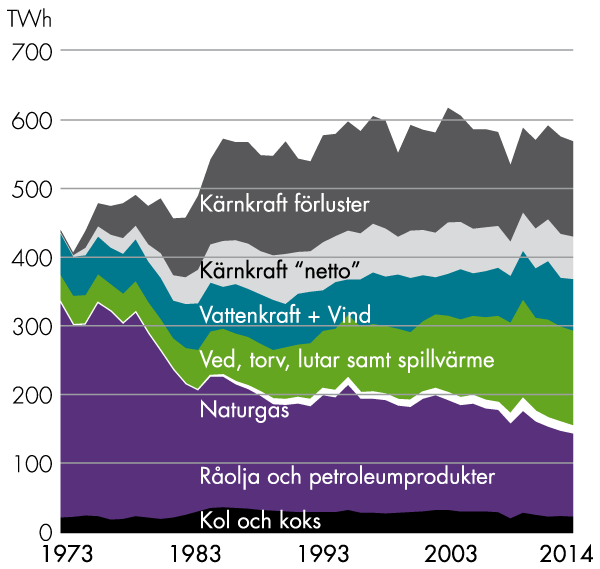 TWh
700
600
500
Kärnkraft förluster
400
Kärnkraft “netto”
Vattenkraft + Vind
300
Ved, torv, lutar samt spillvärme
200
Naturgas
100
Råolja och petroleumprodukter
Kol och koks
0
1973 1983 1993 2003 2014